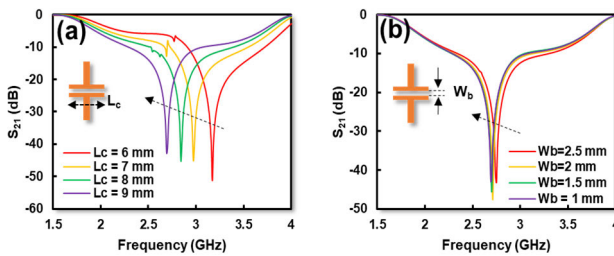 (a)
S21 (dB)
0
-10
-20
-30
-40
-50
-60
Lc
Lc = 6 mm
Lc = 7 mm
Lc = 8 mm
Lc = 9 mm
1.5 2 2.5 3 3.5 4
Frequency (GHz)
(b)
S21 (dB)
0
-10
-20
-30
-40
-50
Wb
Wb=2.5 mm
Wb=2 mm
Wb=1.5 mm
Wb = 1 mm
1.5 2 2.5 3 3.5 4
Frequency (GHz)